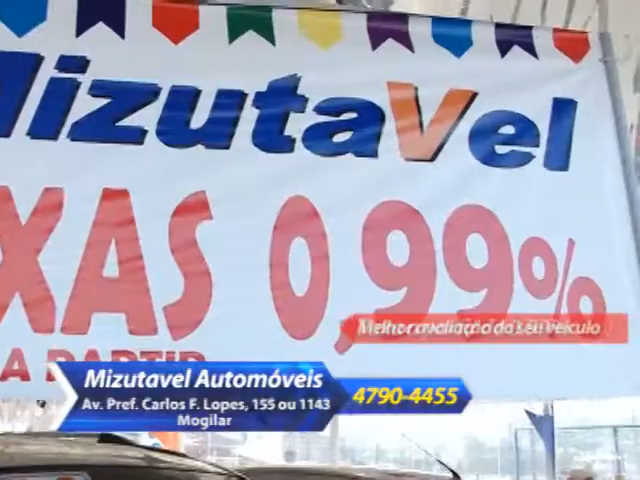 MizutaVel
XAS 0,99%
A PARTIR
Melhor avaliação do seu veículo
Mizutavel Automóveis
4790-4455
Av. Pref. Carlos F. Lopes, 155 ou 1143
Mogilar